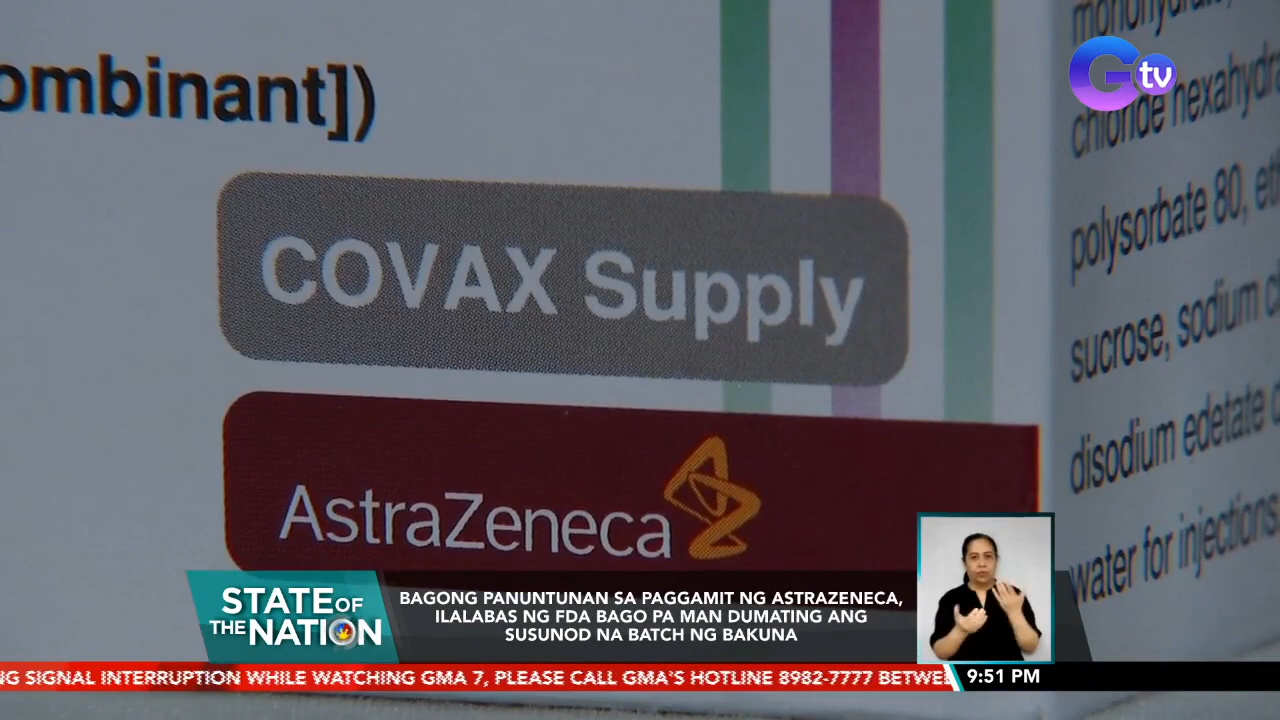 ombinant])
COVAX Supply
AstraZeneca
chloride
polysorbate 80,
sucrose, sodium
disodium edetate
water for injections
Gtv
STATE OF
THE NATION
BAGONG PANUNTUNAN SA PAGGAMIT NG ASTRAZENECA,
ILALABAS NG FDA BAGO PA MAN DUMATING ANG
SUSUNOD NA BATCH NG BAKUNA
NG SIGNAL INTERRUPTION WHILE WATCHING GMA 7, PLEASE CALL GMA'S HOTLINE 8982-7777 BETWEE
9:51 PM